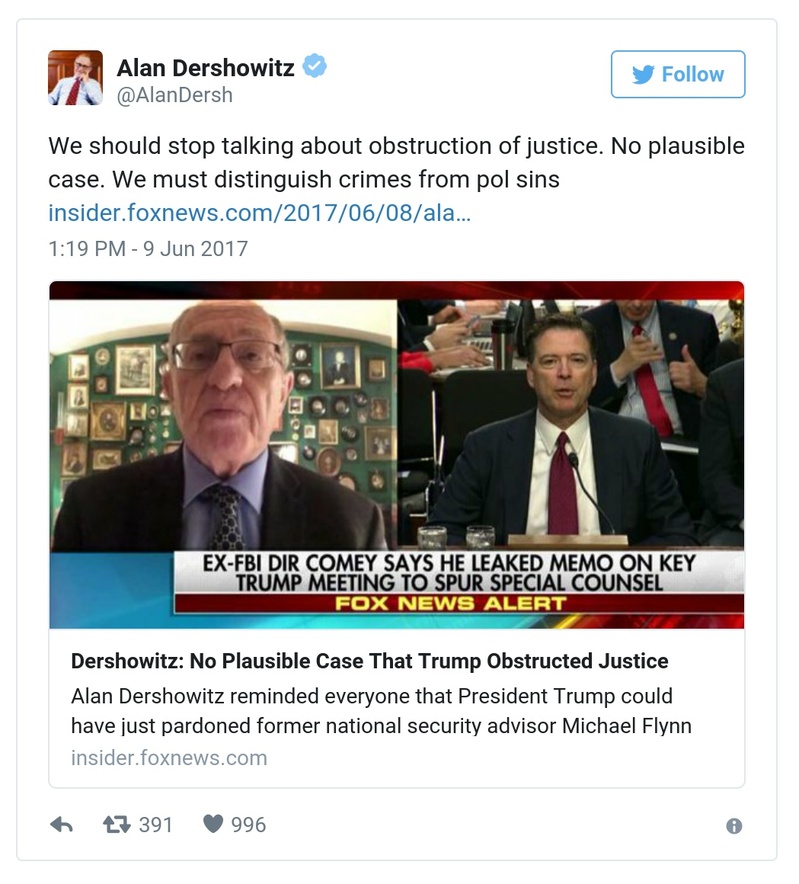 Alan Dershowitz
@AlanDersh
Follow
We should stop talking about obstruction of justice. No plausible
case. We must distinguish crimes from pol sins
insider.foxnews.com/2017/06/08/ala…
1:19 PM - 9 Jun 2017
EX-FBI DIR COMEY SAYS HE LEAKED MEMO ON KEY
TRUMP MEETING TO SPUR SPECIAL COUNSEL
FOX NEWS ALERT
Dershowitz: No Plausible Case That Trump Obstructed Justice
Alan Dershowitz reminded everyone that President Trump could
have just pardoned former national security advisor Michael Flynn
insider.foxnews.com
391
996